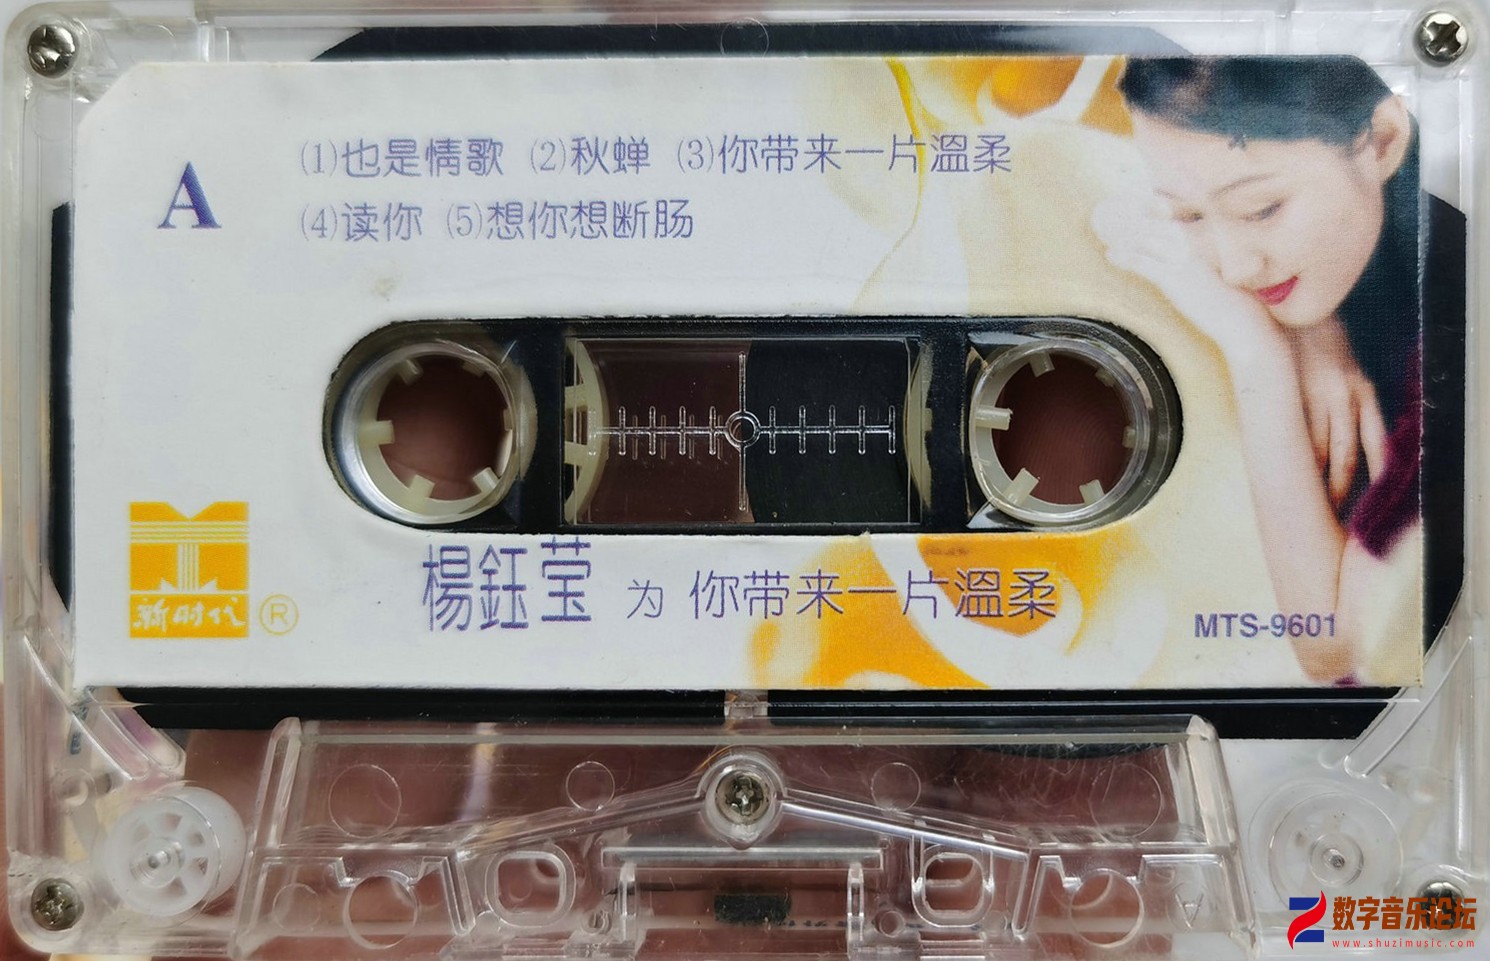 A
⑴也是情歌 ⑵秋蝉 ⑶你带来一片溫柔
⑷读你 ⑸想你想断肠
新时代 ®
楊鈺莹 为 你带来一片溫柔
MTS-9601
数字音乐论坛
www.shuzimusic.com